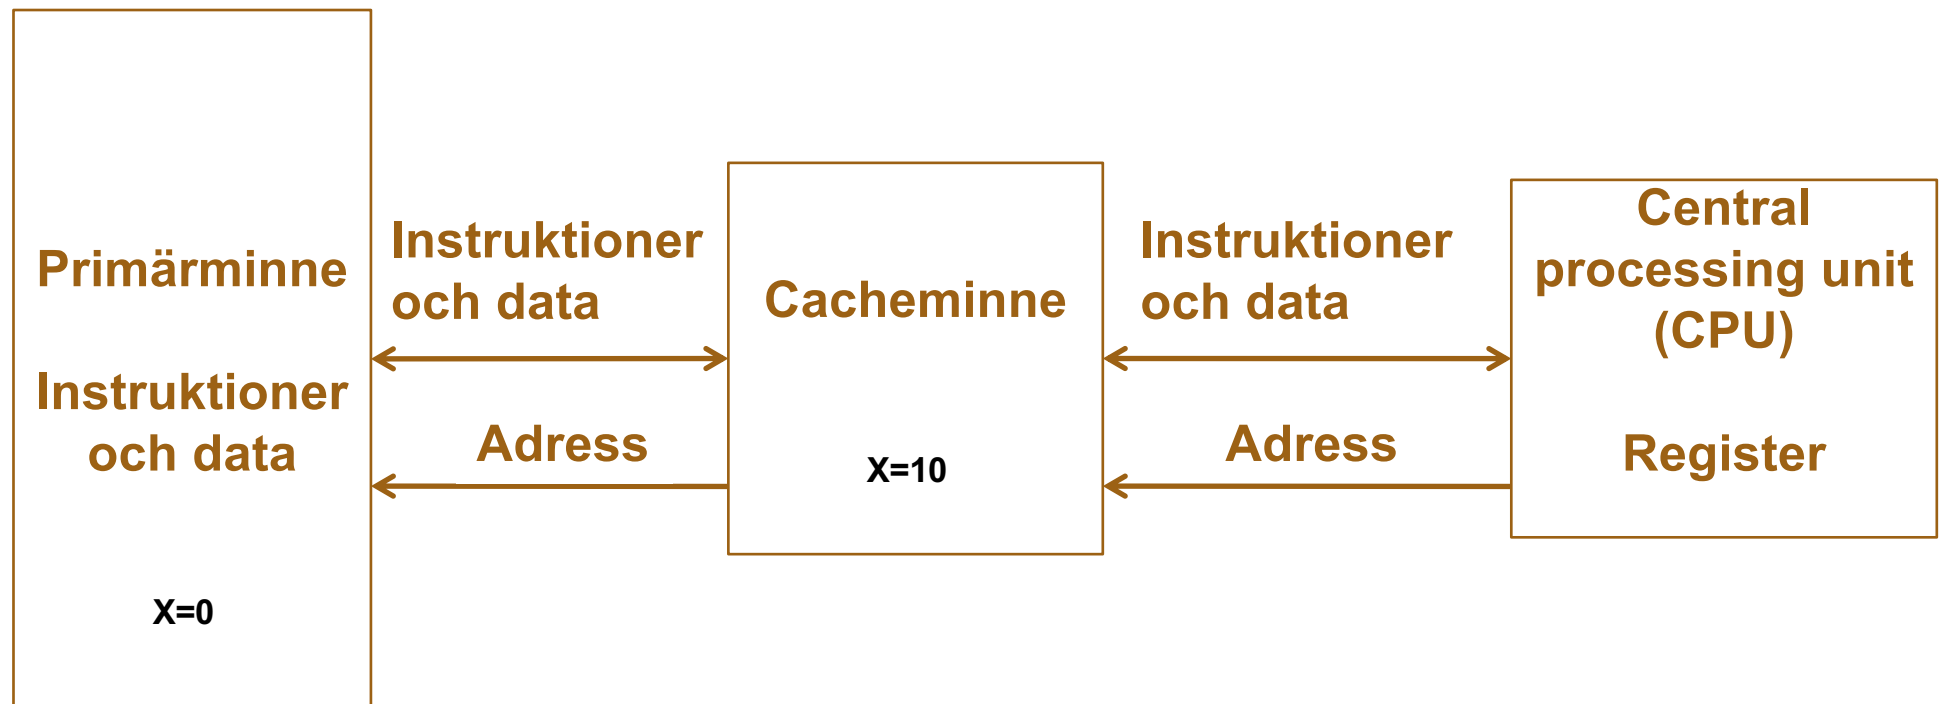 Primärminne
Instruktioner
och data
X=0
Instruktioner
och data
Adress
Cacheminne
X=10
Instruktioner
och data
Adress
Central
processing unit
(CPU)
Register